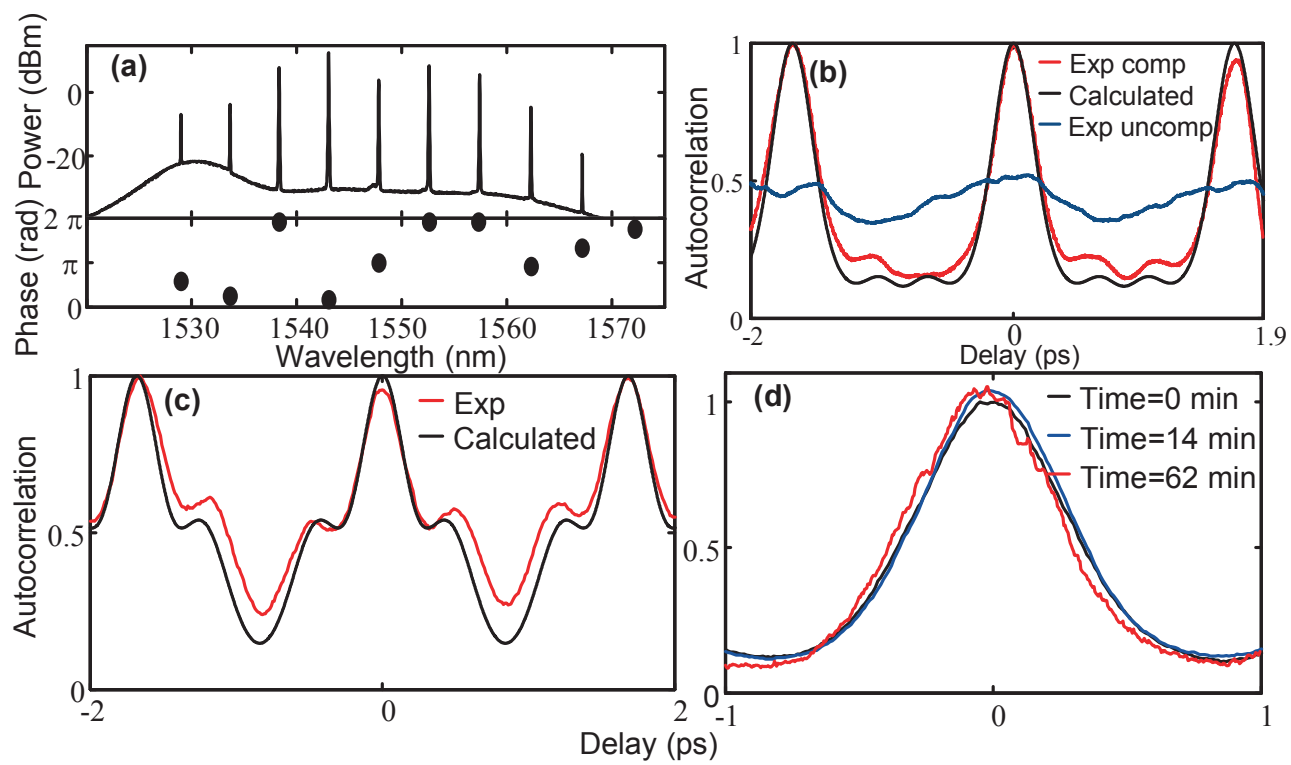 (a)
Power (dBm)
0
-20
Phase (rad)
2 π
π
0
1530
1540
1550
1560
1570
Wavelength (nm)
(b)
Exp comp
Calculated
Exp uncomp
Autocorrelation
1
0.5
0
-2
0
1.9
Delay (ps)
(c)
Exp
Calculated
Autocorrelation
1
0.5
0
-2
0
2
(d)
Time=0 min
Time=14 min
Time=62 min
1
0.5
0
-1
0
1
Delay (ps)